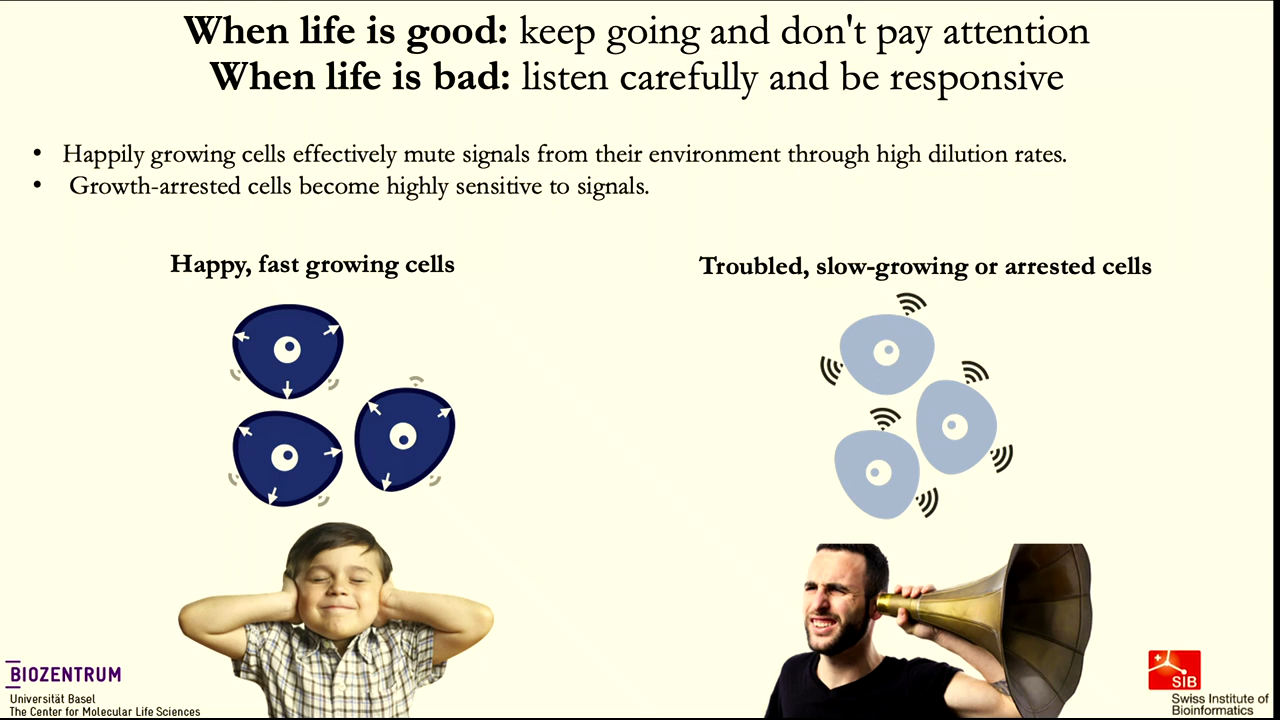 When life is good: keep going and don't pay attention
When life is bad: listen carefully and be responsive
• Happily growing cells effectively mute signals from their environment through high dilution rates.
• Growth-arrested cells become highly sensitive to signals.
Happy, fast growing cells
Troubled, slow-growing or arrested cells
BIOZENTRUM
Universität Basel
The Center for Molecular Life Sciences
SIB
Swiss Institute of
Bioinformatics